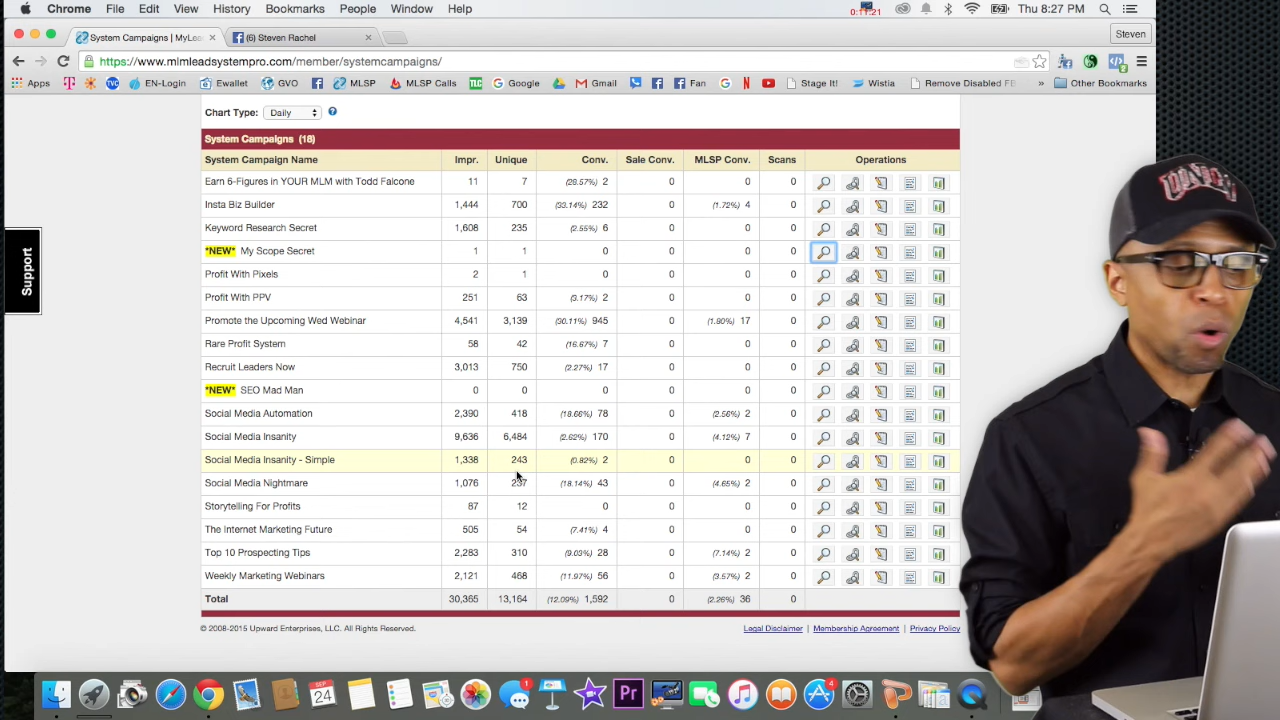 Chrome File Edit View History Bookmarks People Window Help 0:11:21 Thu 8:27 PM
System Campaigns | MyLea (6) Steven Rachel Steven
https://www.mlmleadsystempro.com/member/systemcampaigns/
Apps EN-Login Ewallet GVO MLSP MLSP Calls Google Gmail Fan Stage It! Wistia Remove Disabled FB » Other Bookmarks
Chart Type: Daily
System Campaigns (18)
System Campaign Name Impr. Unique Conv. Sale Conv. MLSP Conv. Scans Operations
Earn 6-Figures in YOUR MLM with Todd Falcone 11 7 (28.57%) 2 0 0 0
Insta Biz Builder 1,444 700 (33.14%) 232 0 (1.72%) 4 0
Keyword Research Secret 1,608 235 (2.55%) 6 0 0 0
*NEW* My Scope Secret 1 1 0 0 0 0
Profit With Pixels 2 1 0 0 0 0
Profit With PPV 251 63 (3.17%) 2 0 0 0
Promote the Upcoming Wed Webinar 4,541 3,139 (30.11%) 945 0 (1.80%) 17 0
Rare Profit System 58 42 (16.67%) 7 0 0 0
Recruit Leaders Now 3,013 750 (2.27%) 17 0 0 0
*NEW* SEO Mad Man 0 0 0 0 0 0
Social Media Automation 2,390 418 (18.66%) 78 0 (2.56%) 2 0
Social Media Insanity 9,636 6,484 (2.62%) 170 0 (4.12%) 7 0
Social Media Insanity - Simple 1,338 243 (0.82%) 2 0 0 0
Social Media Nightmare 1,076 237 (18.14%) 43 0 (4.65%) 2 0
Storytelling For Profits 87 12 0 0 0 0
The Internet Marketing Future 505 54 (7.41%) 4 0 0 0
Top 10 Prospecting Tips 2,283 310 (9.03%) 28 0 (7.14%) 2 0
Weekly Marketing Webinars 2,121 468 (11.97%) 56 0 (3.57%) 2 0
Total 30,365 13,164 (12.09%) 1,592 0 (2.26%) 36 0
© 2008-2015 Upward Enterprises, LLC. All Rights Reserved. Legal Disclaimer | Membership Agreement | Privacy Policy
Support
SEP
24
1
Pr
4